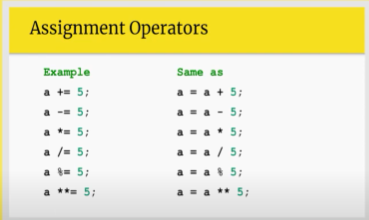 Assignment Operators
Example Same as
a += 5; a = a + 5;
a -= 5; a = a - 5;
a *= 5; a = a * 5;
a /= 5; a = a / 5;
a %= 5; a = a % 5;
a **= 5; a = a ** 5;